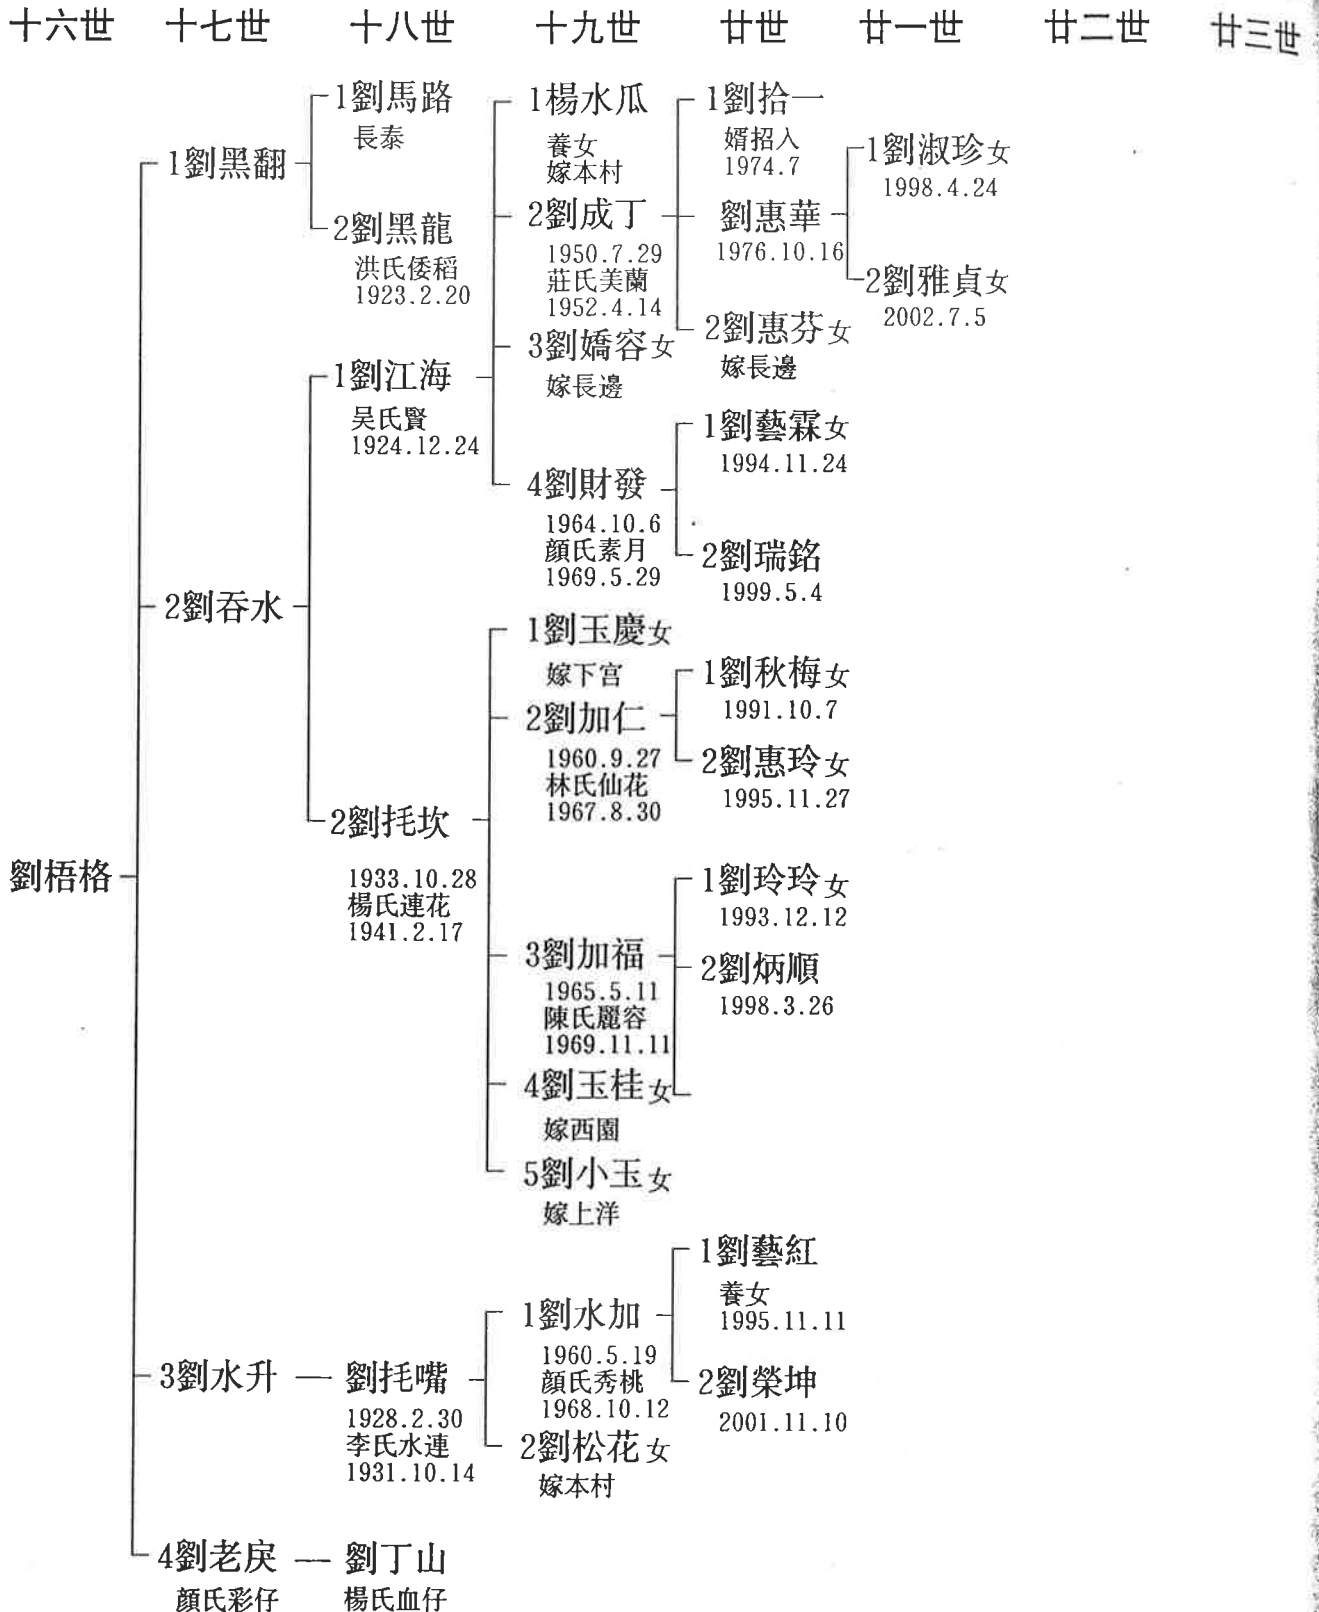 十六世 十七世 十八世 十九世 廿世 廿一世 廿二世 廿三世
1劉馬路
長泰
1楊水瓜
養女
嫁本村
1劉拾一
婿招入
1974.7
1劉淑珍女
1998.4.24
1劉黑翻
2劉黑龍
洪氏倭稻
1923.2.20
2劉成丁
1950.7.29
莊氏美蘭
1952.4.14
劉惠華
1976.10.16
2劉雅貞女
2002.7.5
3劉嬌容女
嫁長邊
2劉惠芬女
嫁長邊
1劉江海
吴氏賢
1924.12.24
1劉藝霖女
1994.11.24
4劉財發
1964.10.6
顏氏素月
1969.5.29
2劉瑞銘
1999.5.4
2劉吞水
1劉玉慶女
嫁下宫
1劉秋梅女
1991.10.7
2劉加仁
1960.9.27
林氏仙花
1967.8.30
2劉惠玲女
1995.11.27
2劉扥坎
1933.10.28
楊氏連花
1941.2.17
劉梧格
1劉玲玲女
1993.12.12
3劉加福
1965.5.11
陳氏麗容
1969.11.11
2劉炳順
1998.3.26
4劉玉桂女
嫁西園
5劉小玉女
嫁上洋
1劉藝紅
養女
1995.11.11
1劉水加
1960.5.19
顏氏秀桃
1968.10.12
3劉水升
劉扥嘴
1928.2.30
李氏水連
1931.10.14
2劉榮坤
2001.11.10
2劉松花女
嫁本村
4劉老戾
顏氏彩仔
劉丁山
楊氏血仔